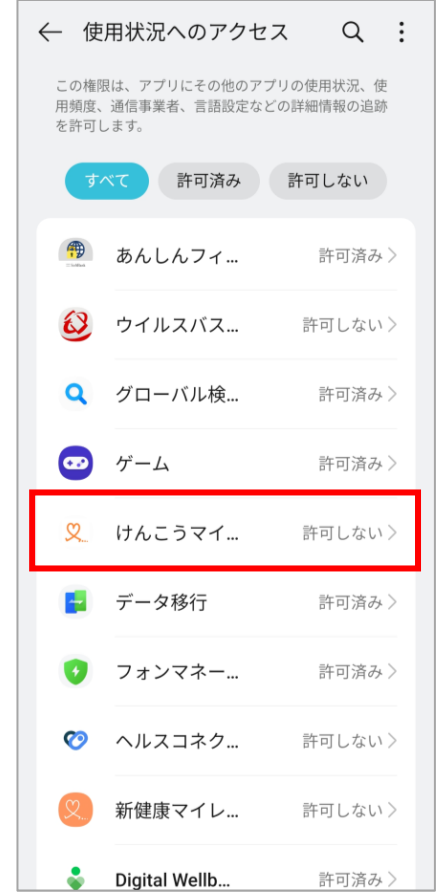 使用状況へのアクセス
この権限は、アプリにその他のアプリの使用状況、使
用頻度、通信事業者、言語設定などの詳細情報の追跡
を許可します。
すべて 許可済み 許可しない
あんしんフィ... 許可済み
ウイルスバス... 許可しない
グローバル検... 許可済み
ゲーム 許可済み
けんこうマイ... 許可しない
データ移行 許可済み
フォンマネー... 許可済み
ヘルスコネク... 許可しない
新健康マイレ... 許可しない
Digital Wellb... 許可済み